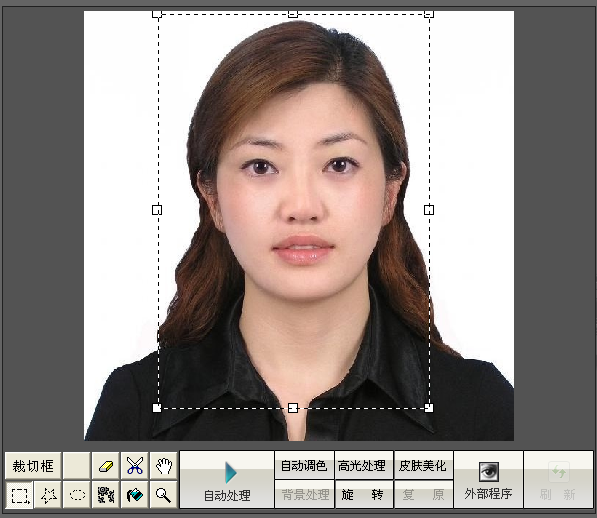 裁切框
自动处理
自动调色 高光处理 皮肤美化
背景处理 旋 转 复 原
外部程序
刷 新